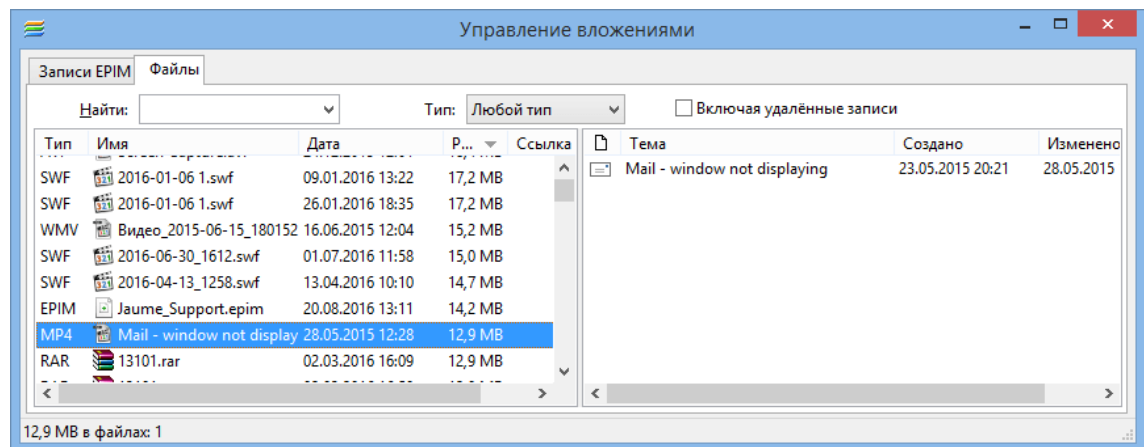 Управление вложениями
Записи EPIM Файлы
Найти: Тип: Любой тип Включая удалённые записи
Тип Имя Дата Р... Ссылка Тема Создано Изменено
SWF 2016-01-06 1.swf 09.01.2016 13:22 17,2 MB Mail - window not displaying 23.05.2015 20:21 28.05.2015
SWF 2016-01-06 1.swf 26.01.2016 18:35 17,2 MB
WMV Видео_2015-06-15_180152 16.06.2015 12:04 15,2 MB
SWF 2016-06-30_1612.swf 01.07.2016 11:58 15,0 MB
SWF 2016-04-13_1258.swf 13.04.2016 10:10 14,7 MB
EPIM Jaume_Support.epim 20.08.2016 13:11 14,2 MB
MP4 Mail - window not display 28.05.2015 12:28 12,9 MB
RAR 13101.rar 02.03.2016 16:09 12,9 MB
12,9 MB в файлах: 1